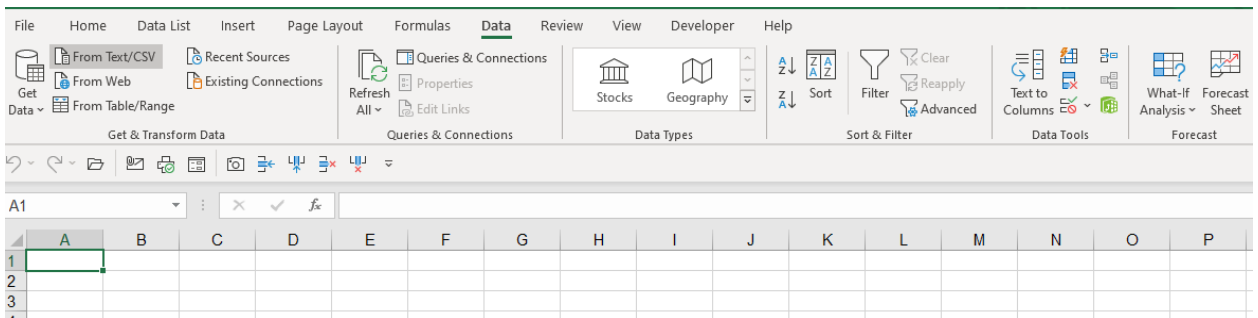 File Home Data List Insert Page Layout Formulas Data Review View Developer Help
From Text/CSV Recent Sources Queries & Connections Clear
From Web Existing Connections Properties Reapply
Get Data From Table/Range Refresh All Edit Links Stocks Geography Sort Filter Advanced Text to Columns What-If Analysis Forecast Sheet
Get & Transform Data Queries & Connections Data Types Sort & Filter Data Tools Forecast
A1 fx
A B C D E F G H I J K L M N O P
1
2
3